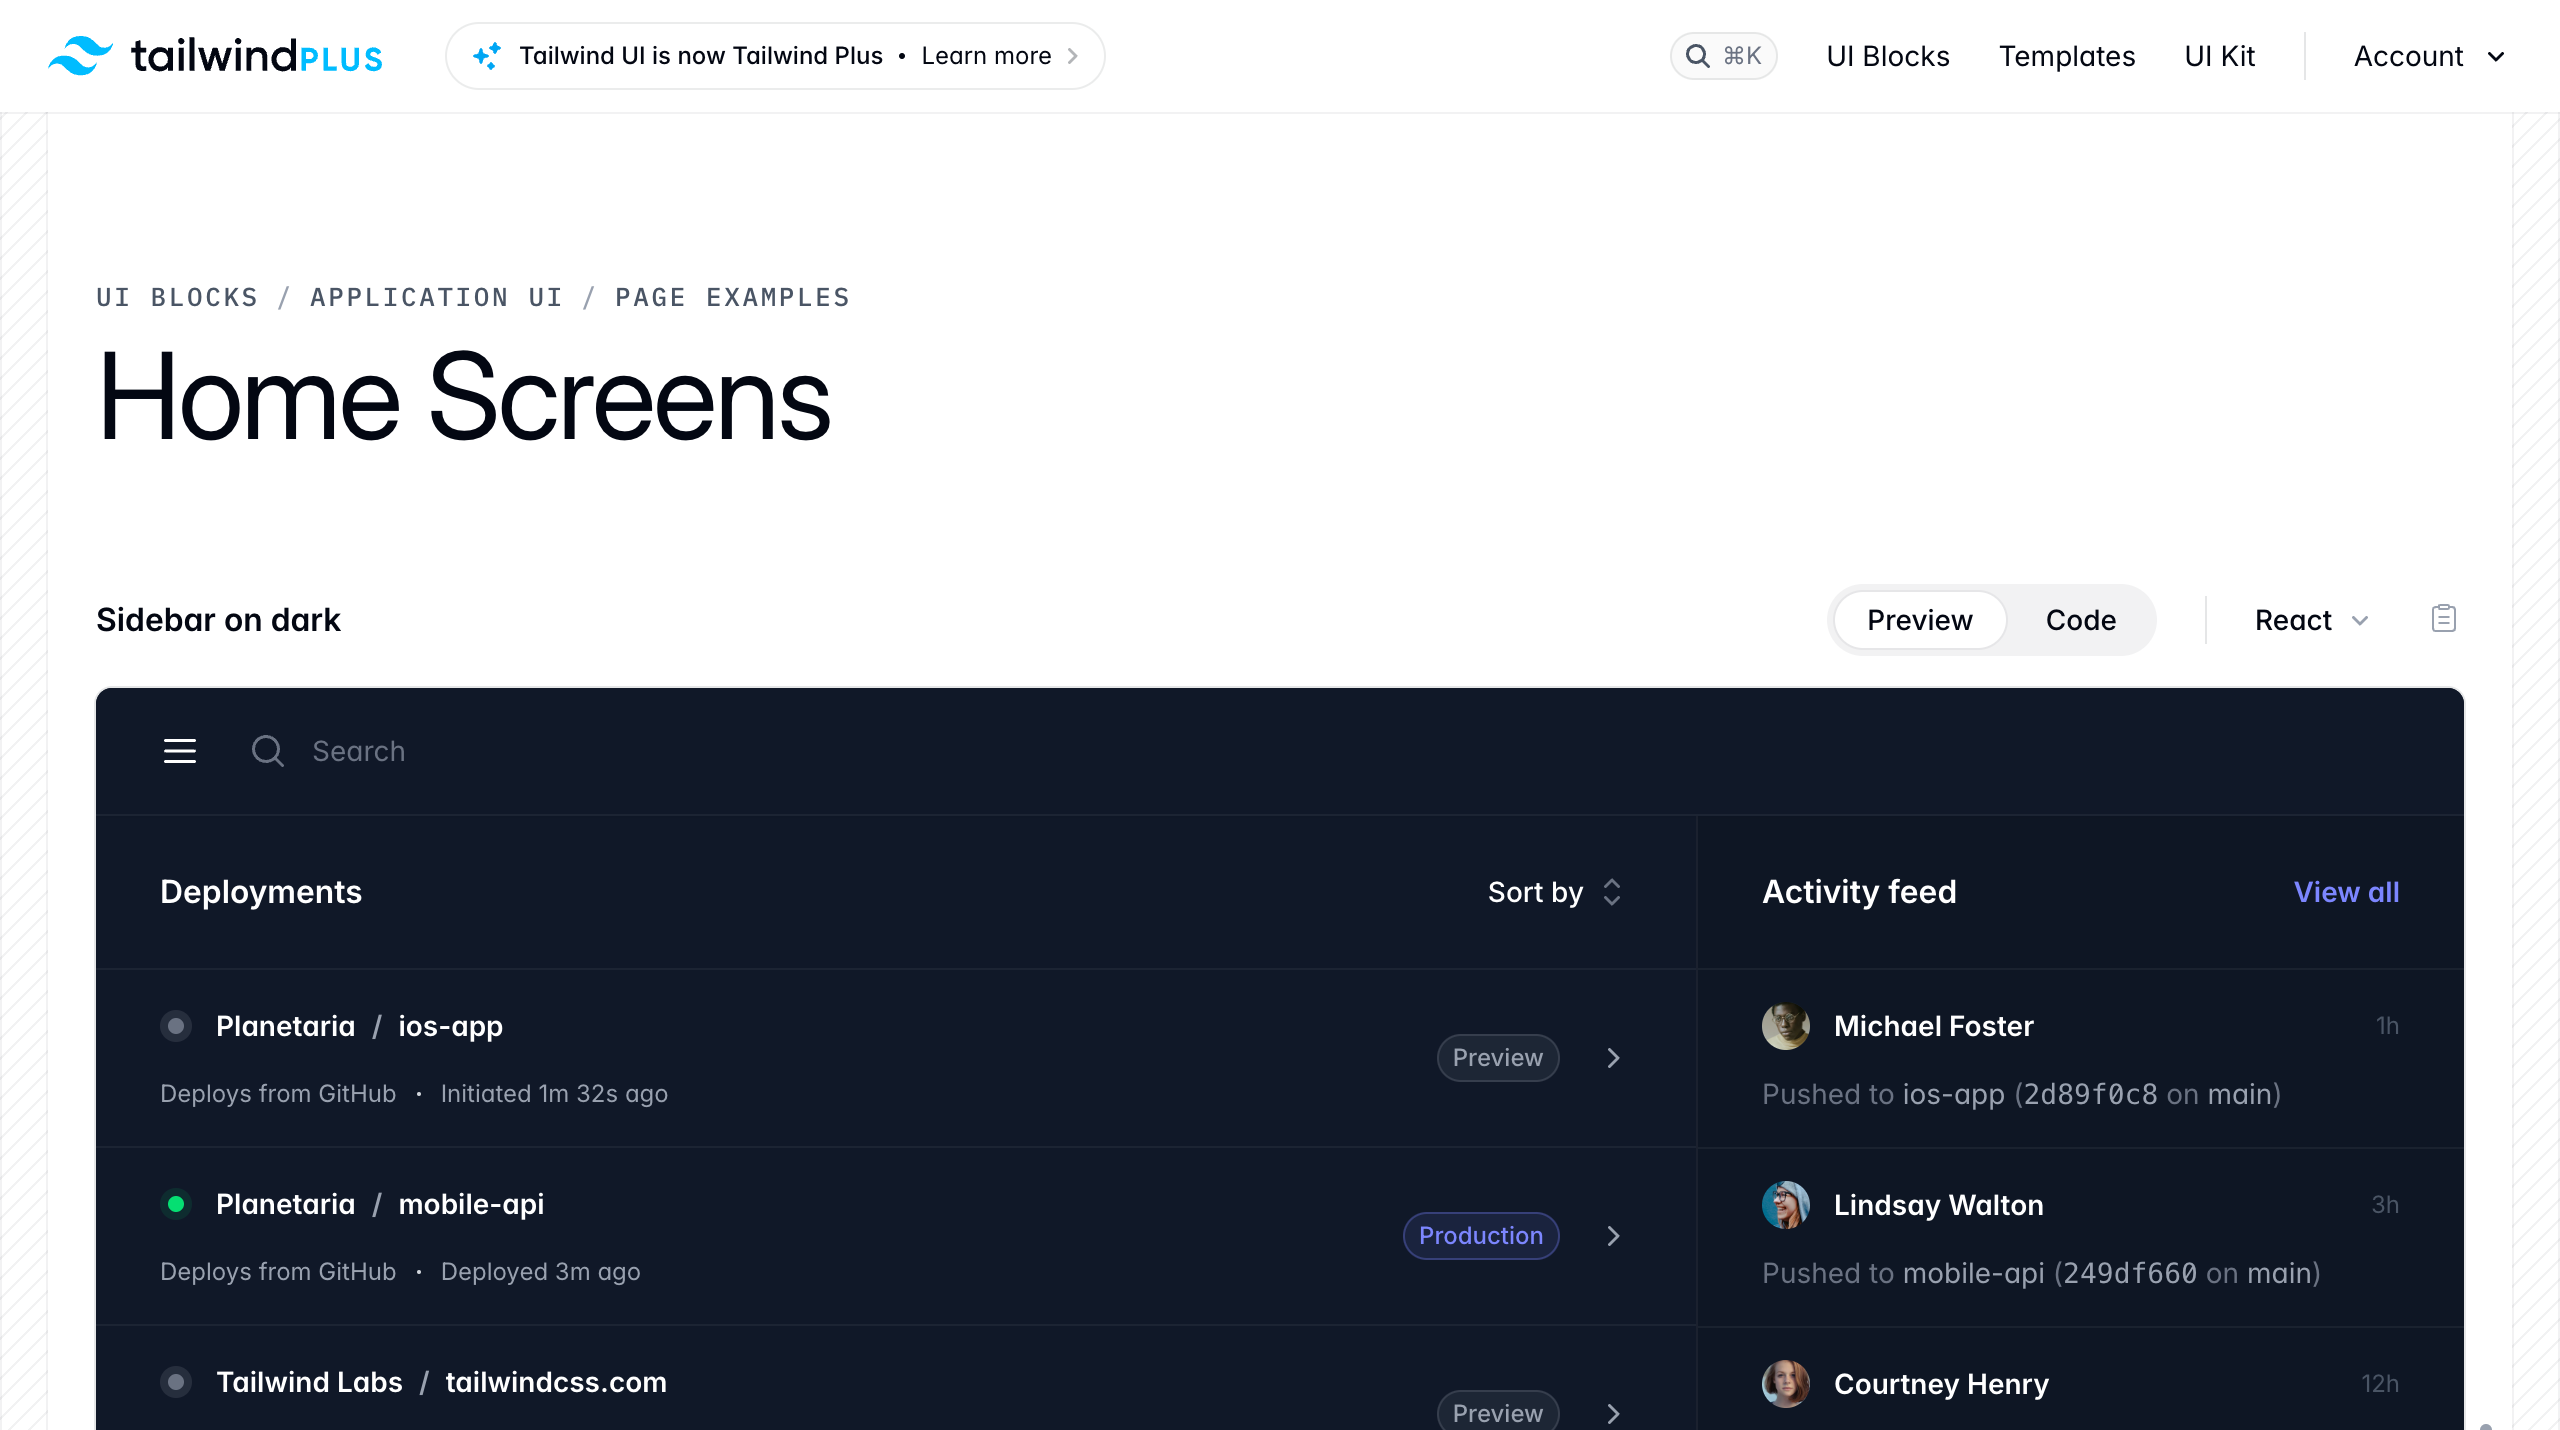 tailwindPLUS
Tailwind UI is now Tailwind Plus • Learn more
⌘K
UI Blocks
Templates
UI Kit
Account
UI BLOCKS / APPLICATION UI / PAGE EXAMPLES
Home Screens
Sidebar on dark
Preview
Code
React
Search
Deployments
Sort by
Planetaria / ios-app
Deploys from GitHub · Initiated 1m 32s ago
Preview
Planetaria / mobile-api
Deploys from GitHub · Deployed 3m ago
Production
Tailwind Labs / tailwindcss.com
Preview
Activity feed
View all
Michael Foster
1h
Pushed to ios-app (2d89f0c8 on main)
Lindsay Walton
3h
Pushed to mobile-api (249df660 on main)
Courtney Henry
12h